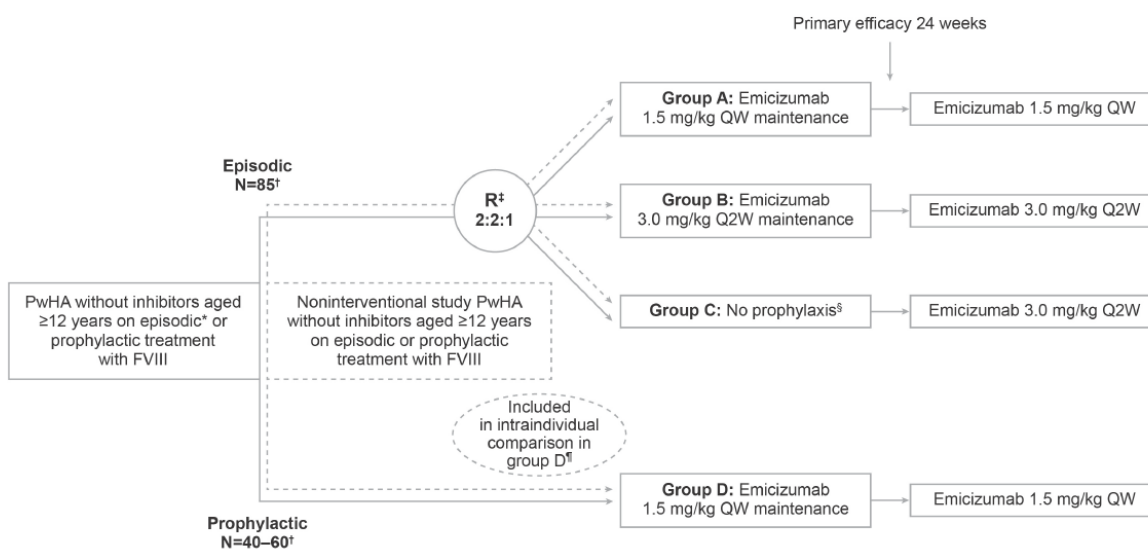 Primary efficacy 24 weeks
Group A: Emicizumab
1.5 mg/kg QW maintenance
Emicizumab 1.5 mg/kg QW
Episodic
N=85†
R‡
2:2:1
Group B: Emicizumab
3.0 mg/kg Q2W maintenance
Emicizumab 3.0 mg/kg Q2W
PwHA without inhibitors aged
≥12 years on episodic* or
prophylactic treatment
with FVIII
Noninterventional study PwHA
without inhibitors aged ≥12 years
on episodic or prophylactic
treatment with FVIII
Group C: No prophylaxis§
Emicizumab 3.0 mg/kg Q2W
Included
in intraindividual
comparison in
group D¶
Group D: Emicizumab
1.5 mg/kg QW maintenance
Emicizumab 1.5 mg/kg QW
Prophylactic
N=40–60†